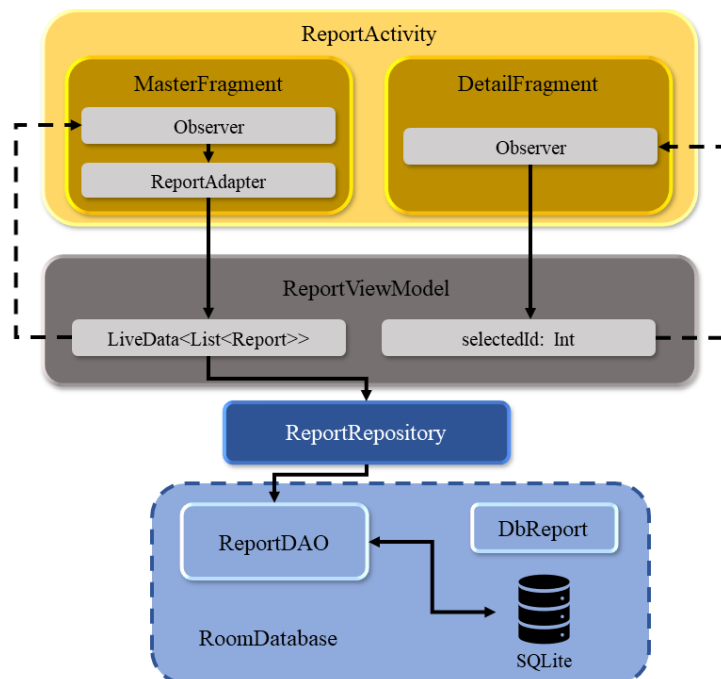 ReportActivity
MasterFragment
Observer
ReportAdapter
DetailFragment
Observer
ReportViewModel
LiveData<List<Report>>
selectedId: Int
ReportRepository
ReportDAO
DbReport
RoomDatabase
SQLite